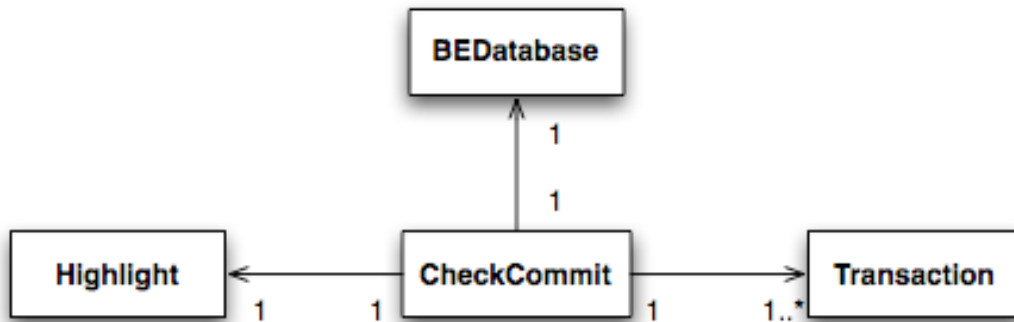 BEDatabase
1
1
Highlight
CheckCommit
Transaction
1
1
1
1..*